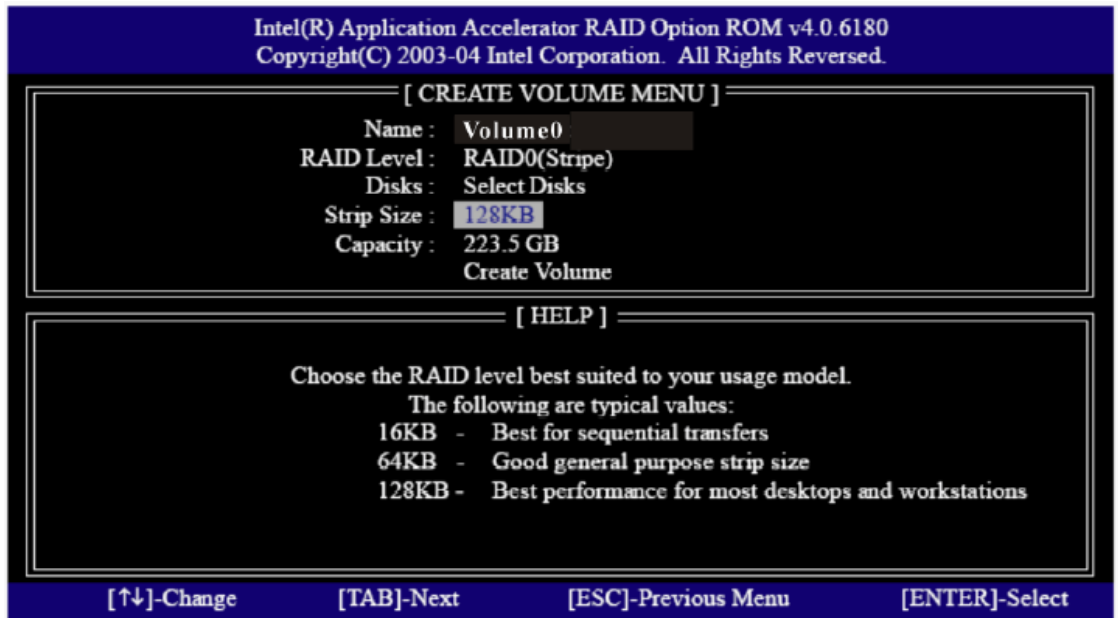 Intel(R) Application Accelerator RAID Option ROM v4.0.6180
Copyright(C) 2003-04 Intel Corporation. All Rights Reversed.
[ CREATE VOLUME MENU ]
Name : Volume0
RAID Level : RAID0(Stripe)
Disks : Select Disks
Strip Size : 128KB
Capacity : 223.5 GB
Create Volume
[ HELP ]
Choose the RAID level best suited to your usage model.
The following are typical values:
16KB - Best for sequential transfers
64KB - Good general purpose strip size
128KB - Best performance for most desktops and workstations
[↑↓]-Change [TAB]-Next [ESC]-Previous Menu [ENTER]-Select